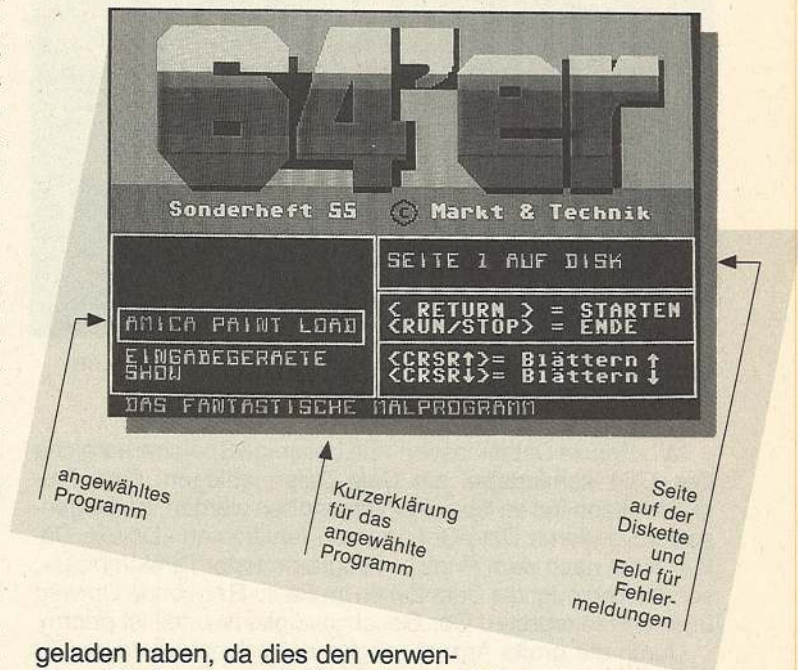 64'er
Sonderheft 55 © Markt & Technik
SEITE 1 AUF DISK
AMICA PAINT LOAD
EINGABEGERAETE
SHOW
< RETURN > = STARTEN
<RUN/STOP> = ENDE
<CRSR↑>= Blättern ↑
<CRSR↓>= Blättern ↓
DAS FANTASTISCHE MALPROGRAMM
angewähltes
Programm
Kurzerklärung
für das
angewählte
Programm
Seite
auf der
Diskette
und
Feld für
Fehler-
meldungen
geladen haben, da dies den verwen-